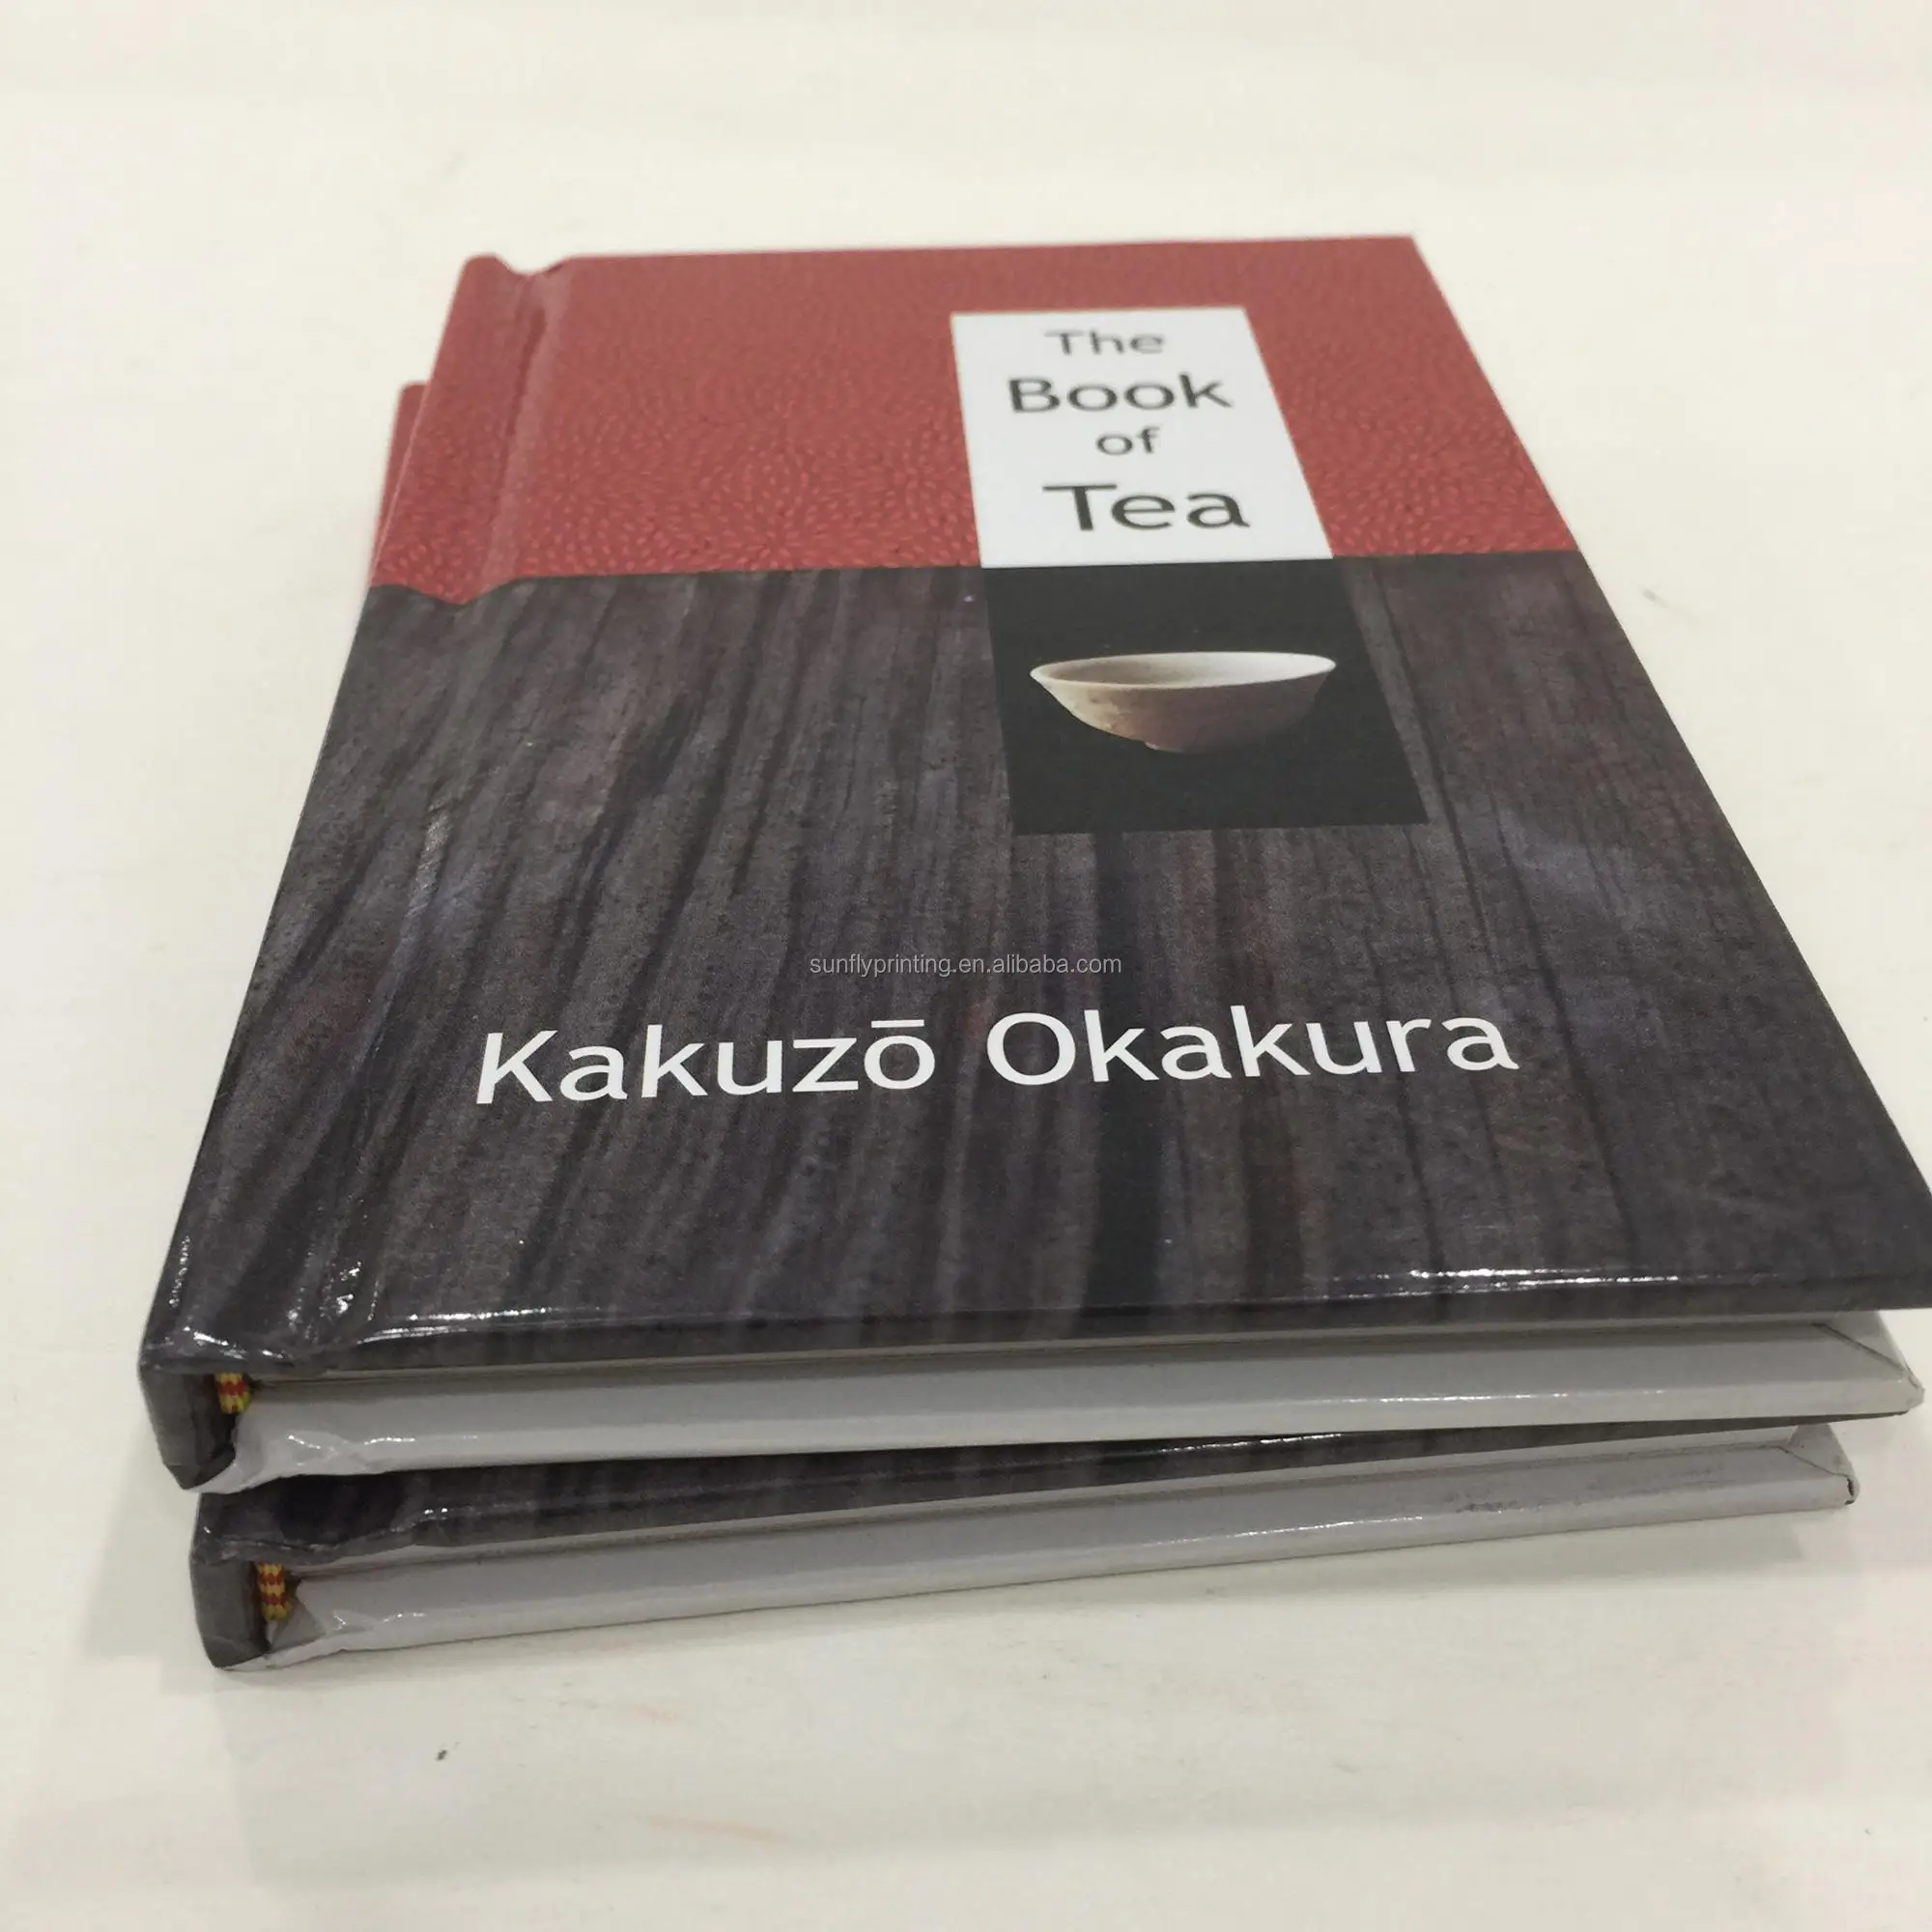 The
Book
of
Tea
sunflyprinting.en.alibaba.com
Kakuzō Okakura